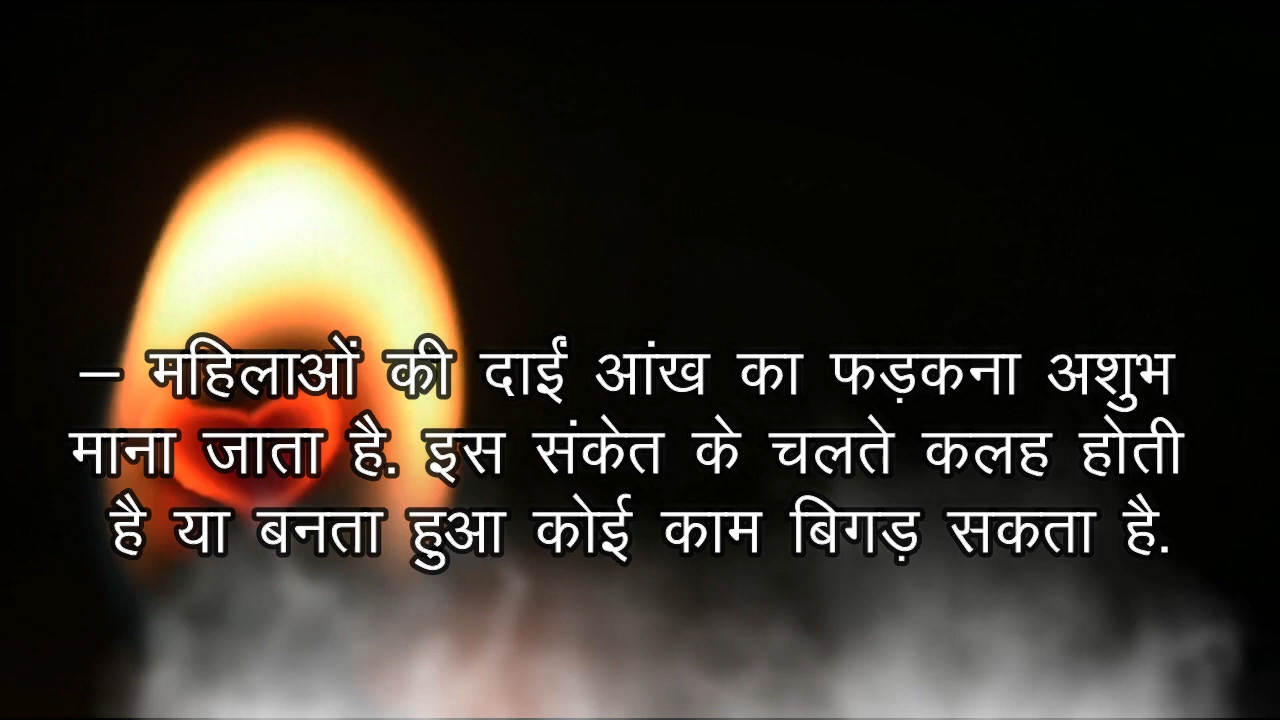 – महिलाओं की दाईं आंख का फड़कना अशुभ
माना जाता है. इस संकेत के चलते कलह होती
है या बनता हुआ कोई काम बिगड़ सकता है.